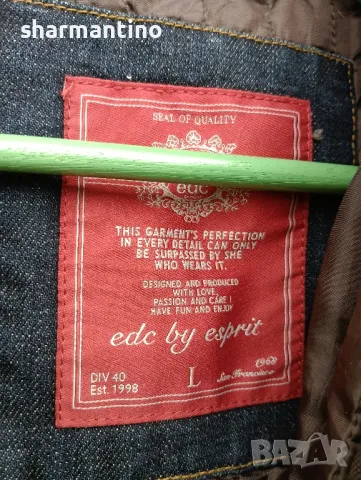 sharmantino
SEAL OF QUALITY
edc
THIS GARMENT'S PERFECTION
IN EVERY DETAIL CAN ONLY
BE SURPASSED BY SHE
WHO WEARS IT.
DESIGNED AND PRODUCED
WITH LOVE,
PASSION AND CARE!
HAVE FUN AND ENJOY
edc by esprit
DIV 40
Est. 1998
L
1968
San Francisco
BAZAR
bg